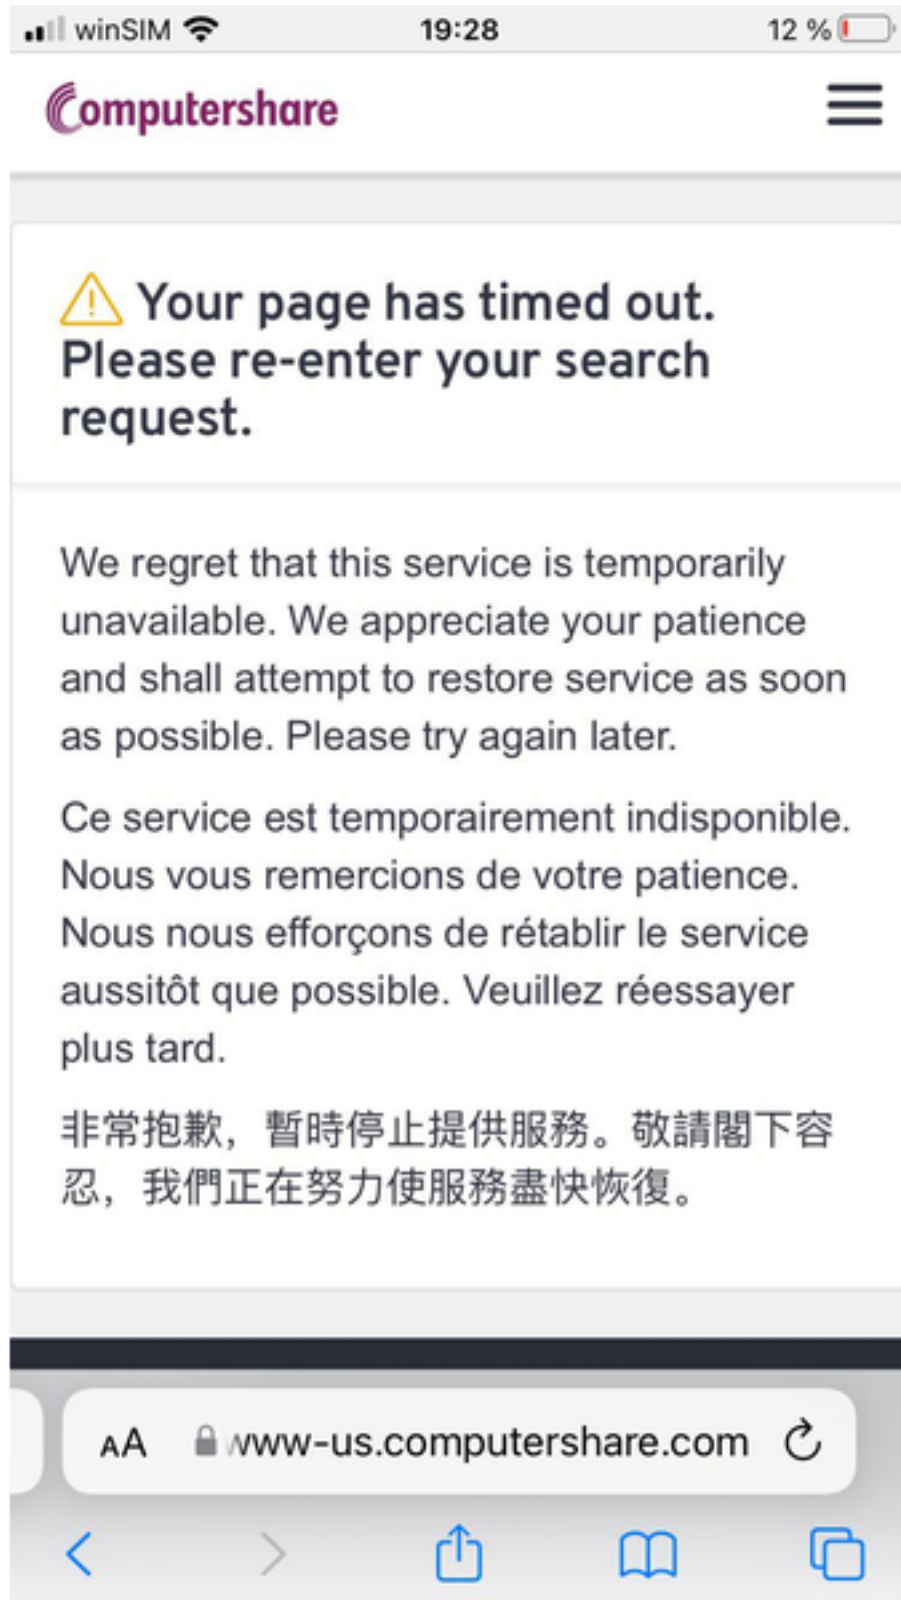 winSIM 19:28 12 %
Computershare
Your page has timed out.
Please re-enter your search
request.
We regret that this service is temporarily
unavailable. We appreciate your patience
and shall attempt to restore service as soon
as possible. Please try again later.
Ce service est temporairement indisponible.
Nous vous remercions de votre patience.
Nous nous efforçons de rétablir le service
aussitôt que possible. Veuillez réessayer
plus tard.
非常抱歉，暫時停止提供服務。敬請閣下容
忍，我們正在努力使服務盡快恢復。
AA www-us.computershare.com